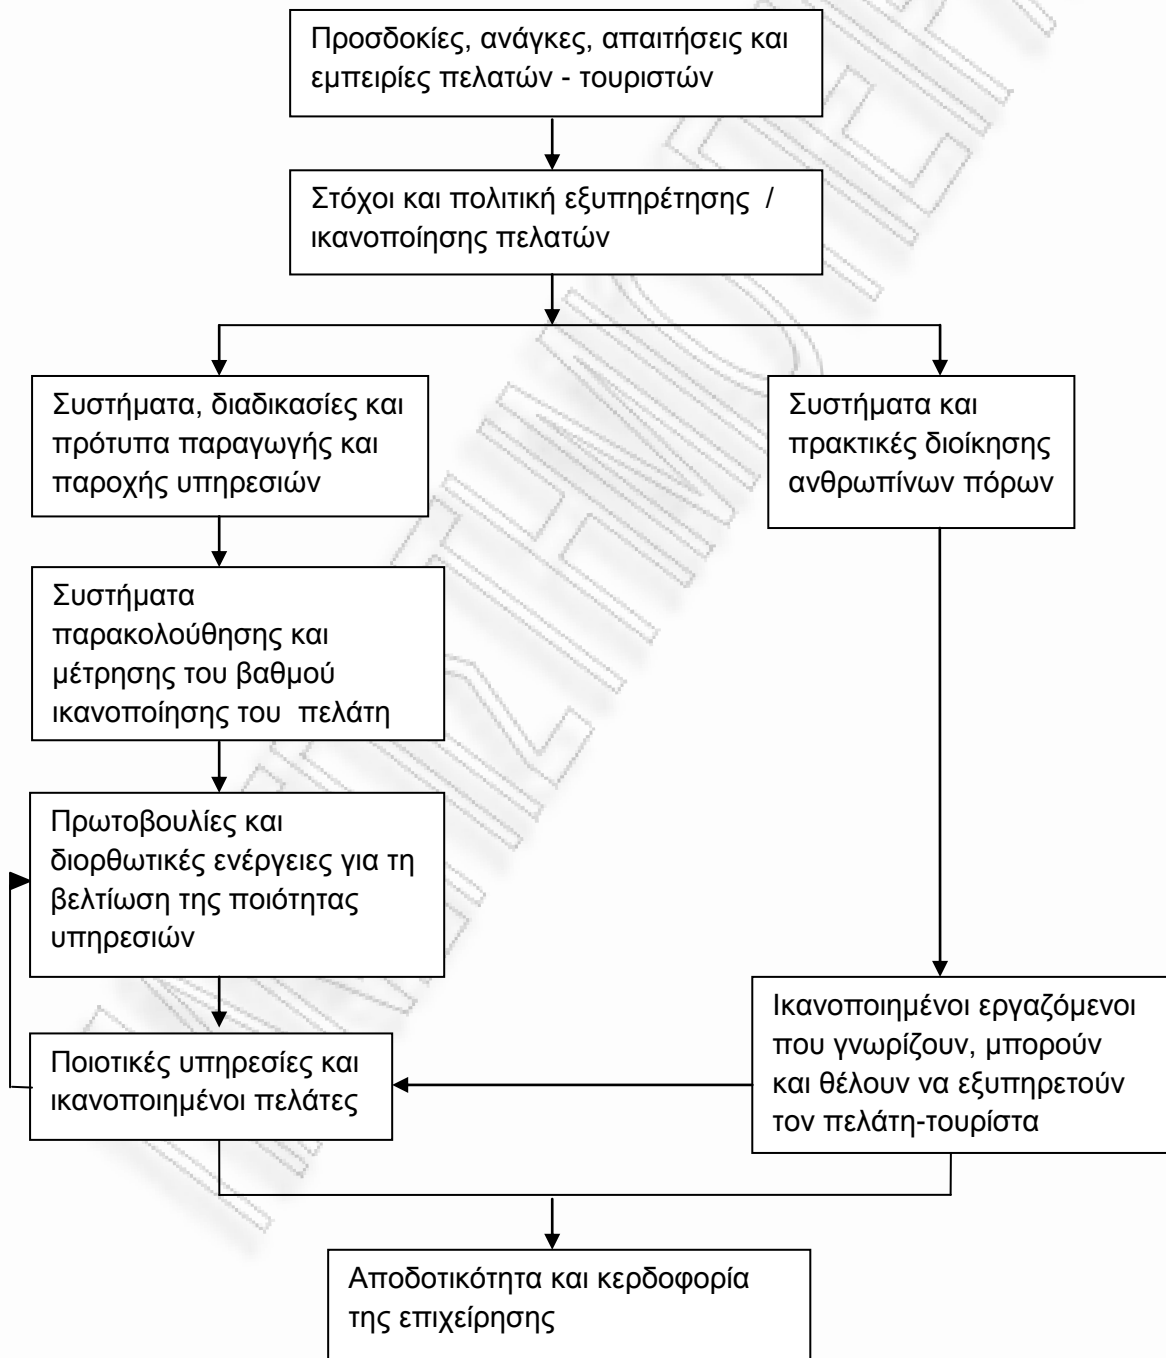 Προσδοκίες, ανάγκες, απαιτήσεις και
εμπειρίες πελατών - τουριστών
Στόχοι και πολιτική εξυπηρέτησης /
ικανοποίησης πελατών
Συστήματα, διαδικασίες και
πρότυπα παραγωγής και
παροχής υπηρεσιών
Συστήματα και
πρακτικές διοίκησης
ανθρωπίνων πόρων
Συστήματα
παρακολούθησης και
μέτρησης του βαθμού
ικανοποίησης του πελάτη
Πρωτοβουλίες και
διορθωτικές ενέργειες για τη
βελτίωση της ποιότητας
υπηρεσιών
Ικανοποιημένοι εργαζόμενοι
που γνωρίζουν, μπορούν
και θέλουν να εξυπηρετούν
τον πελάτη-τουρίστα
Ποιοτικές υπηρεσίες και
ικανοποιημένοι πελάτες
Αποδοτικότητα και κερδοφορία
της επιχείρησης